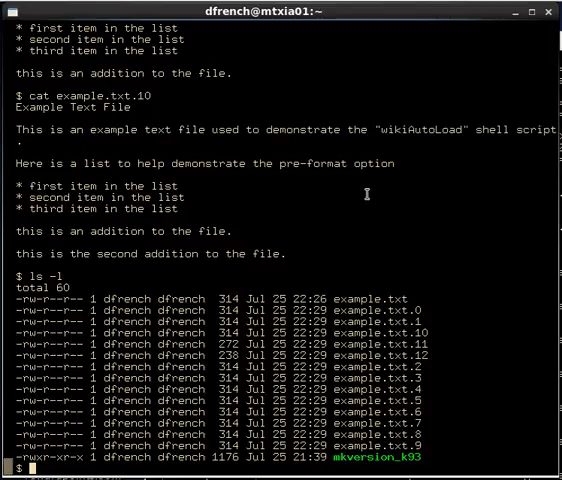 dfrench@mtxia01:~
* first item in the list
* second item in the list
* third item in the list
this is an addition to the file.
$ cat example.txt.10
Example Text File
This is an example text file used to demonstrate the "wikiAutoLoad" shell script
.
Here is a list to help demonstrate the pre-format option
* first item in the list
* second item in the list
* third item in the list
this is an addition to the file.
this is the second addition to the file.
$ ls -l
total 60
-rw-r--r-- 1 dfrench dfrench  314 Jul 25 22:26 example.txt
-rw-r--r-- 1 dfrench dfrench  314 Jul 25 22:29 example.txt.0
-rw-r--r-- 1 dfrench dfrench  314 Jul 25 22:29 example.txt.1
-rw-r--r-- 1 dfrench dfrench  314 Jul 25 22:29 example.txt.10
-rw-r--r-- 1 dfrench dfrench  272 Jul 25 22:29 example.txt.11
-rw-r--r-- 1 dfrench dfrench  238 Jul 25 22:29 example.txt.12
-rw-r--r-- 1 dfrench dfrench  314 Jul 25 22:29 example.txt.2
-rw-r--r-- 1 dfrench dfrench  314 Jul 25 22:29 example.txt.3
-rw-r--r-- 1 dfrench dfrench  314 Jul 25 22:29 example.txt.4
-rw-r--r-- 1 dfrench dfrench  314 Jul 25 22:29 example.txt.5
-rw-r--r-- 1 dfrench dfrench  314 Jul 25 22:29 example.txt.6
-rw-r--r-- 1 dfrench dfrench  314 Jul 25 22:29 example.txt.7
-rw-r--r-- 1 dfrench dfrench  314 Jul 25 22:29 example.txt.8
-rw-r--r-- 1 dfrench dfrench  314 Jul 25 22:29 example.txt.9
-rwxr-xr-x 1 dfrench dfrench 1176 Jul 25 21:39 mkversion_k93
$